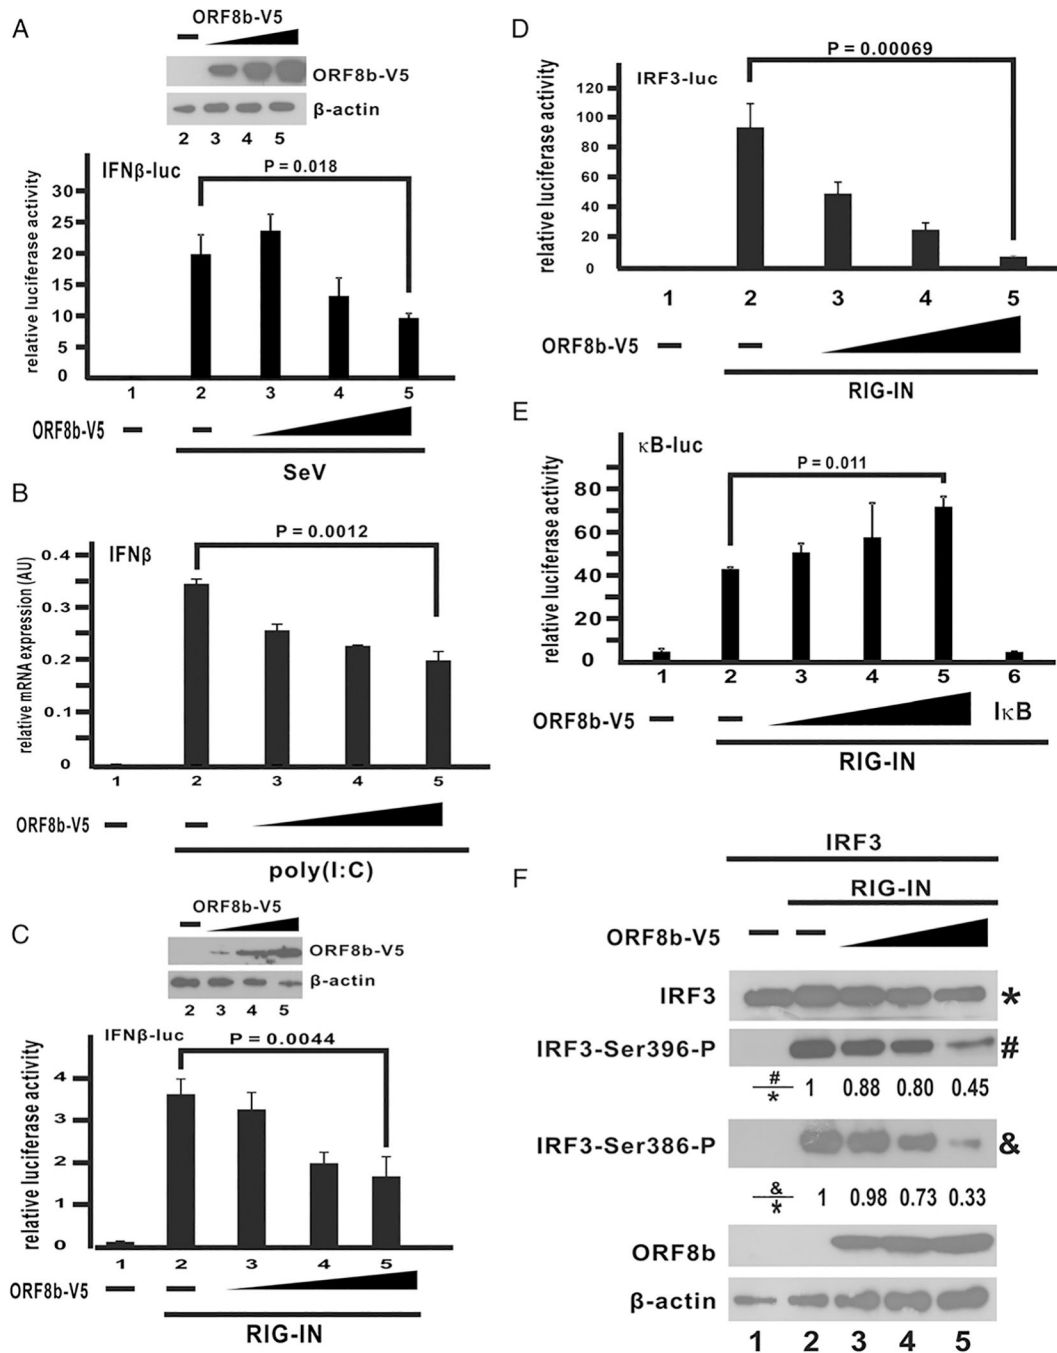 A
ORF8b-V5
ORF8b-V5
β-actin
2 3 4 5
IFNβ-luc
P = 0.018
relative luciferase activity
30
25
20
15
10
5
0
1 2 3 4 5
ORF8b-V5
SeV
B
IFNβ
P = 0.0012
relative mRNA expression (AU)
0.4
0.3
0.2
0.1
0
1 2 3 4 5
ORF8b-V5
poly(I:C)
C
ORF8b-V5
ORF8b-V5
β-actin
2 3 4 5
IFNβ-luc
P = 0.0044
relative luciferase activity
4
3
2
1
0
1 2 3 4 5
ORF8b-V5
RIG-IN
D
P = 0.00069
IRF3-luc
relative luciferase activity
120
100
80
60
40
20
0
1 2 3 4 5
ORF8b-V5
RIG-IN
E
κB-luc
P = 0.011
relative luciferase activity
80
60
40
20
0
1 2 3 4 5 6
ORF8b-V5
IκB
RIG-IN
F
IRF3
RIG-IN
ORF8b-V5
IRF3 *
IRF3-Ser396-P #
#
* 1 0.88 0.80 0.45
IRF3-Ser386-P &
&
* 1 0.98 0.73 0.33
ORF8b
β-actin
1 2 3 4 5